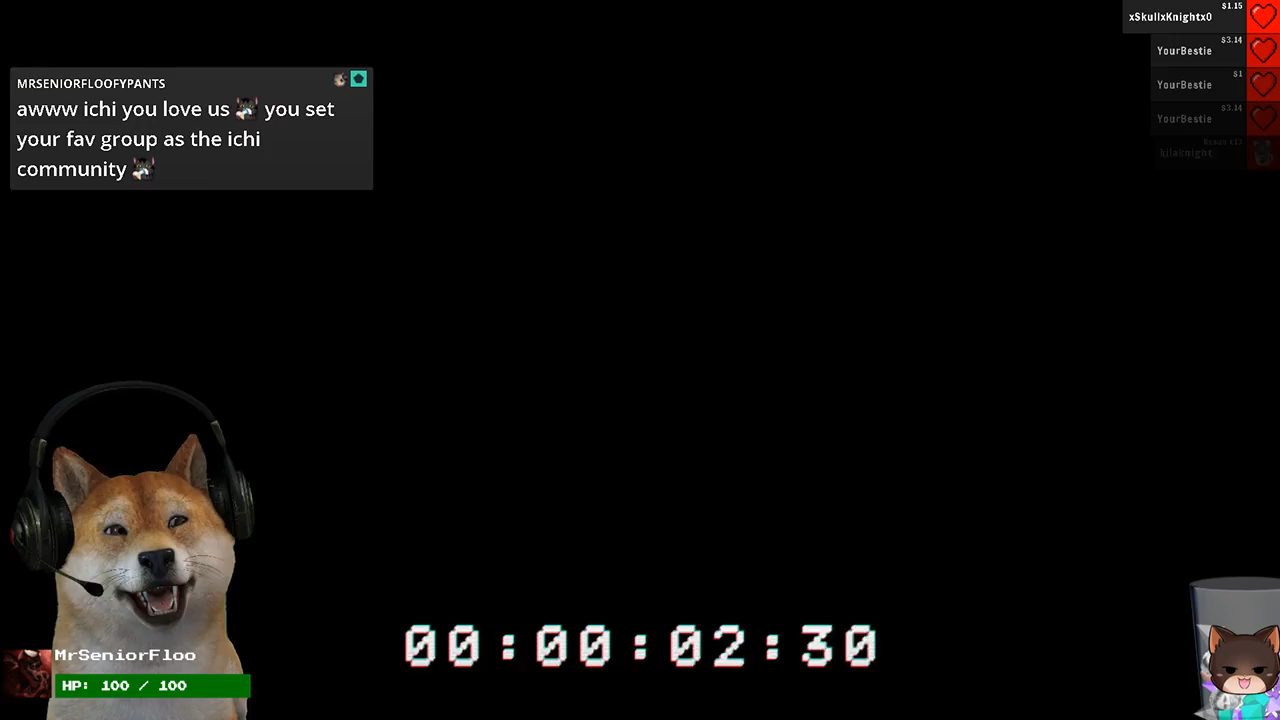 xSkullxKnightx0 $1.15
YourBestie $3.14
YourBestie $1
YourBestie $3.14
MRSENIORFLOOFYPANTS
awww ichi you love us you set
your fav group as the ichi
community
MrSeniorFloo
HP: 100 / 100
00:00:02:30